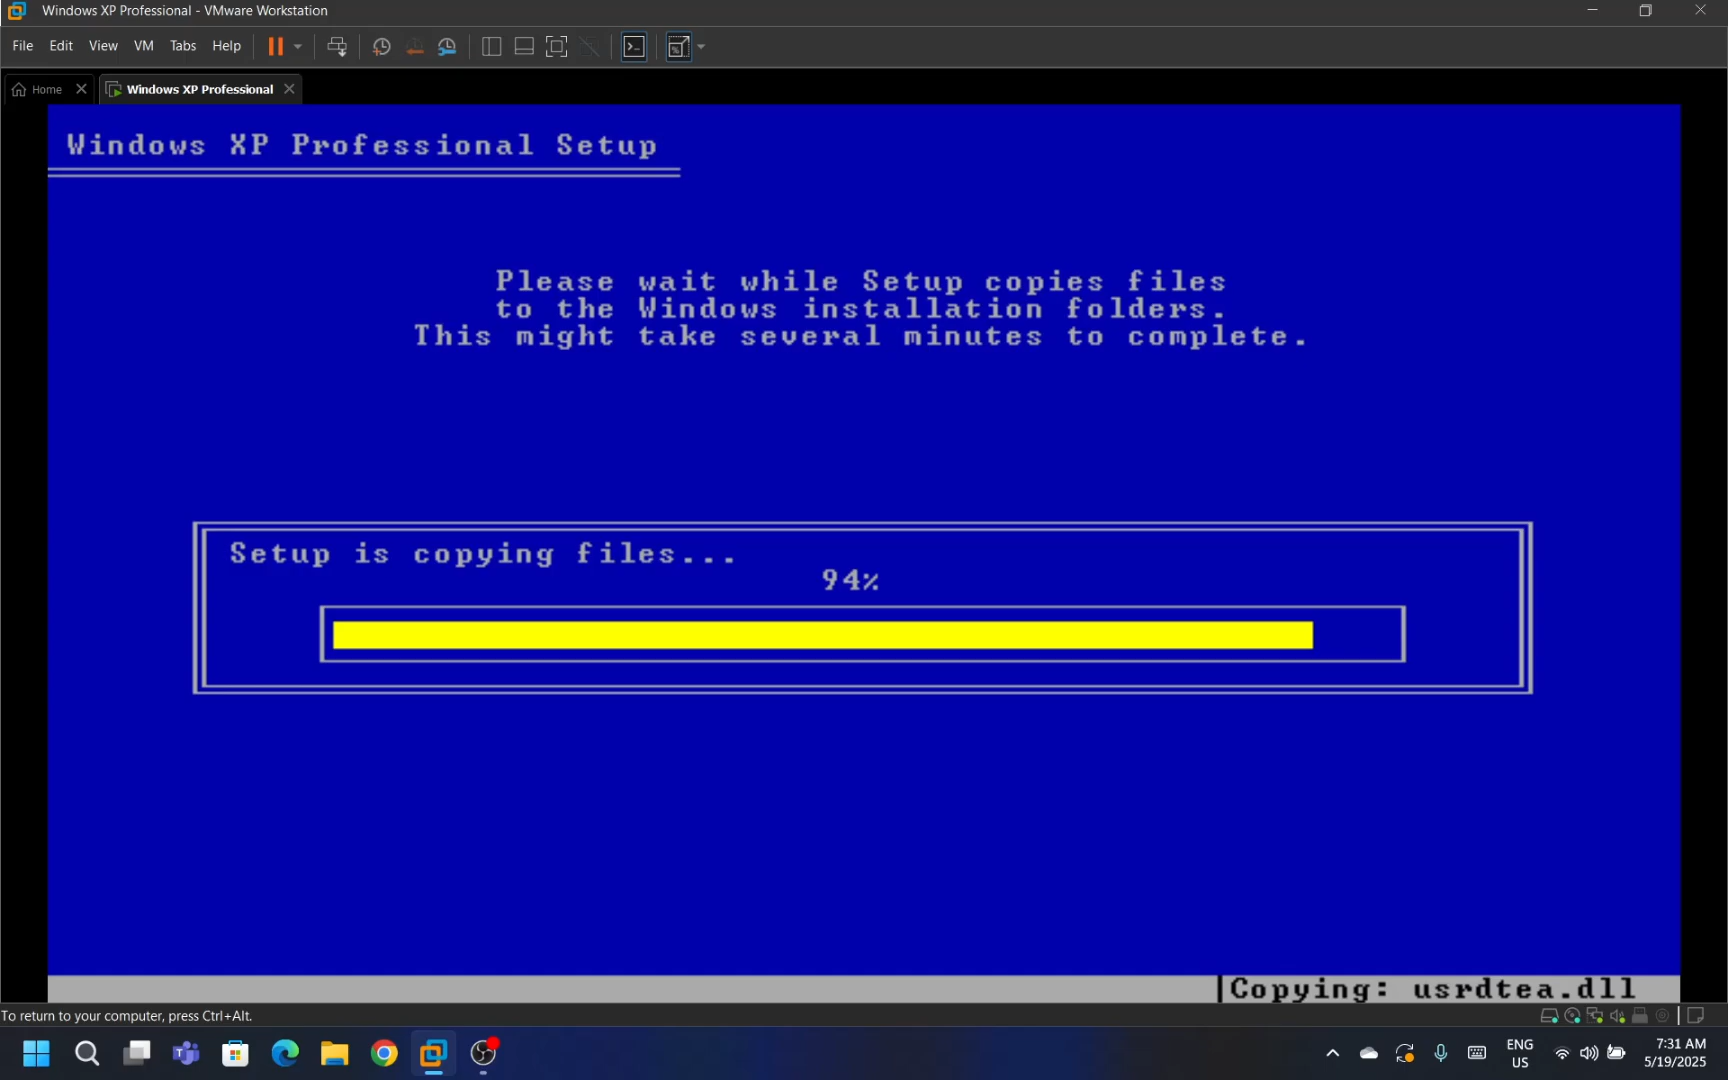 Windows XP Professional - VMware Workstation
File Edit View VM Tabs Help
Home Windows XP Professional
Windows XP Professional Setup
Please wait while Setup copies files
to the Windows installation folders.
This might take several minutes to complete.
Setup is copying files...
94%
Copying: usrdtea.dll
To return to your computer, press Ctrl+Alt.
ENG
US
7:31 AM
5/19/2025